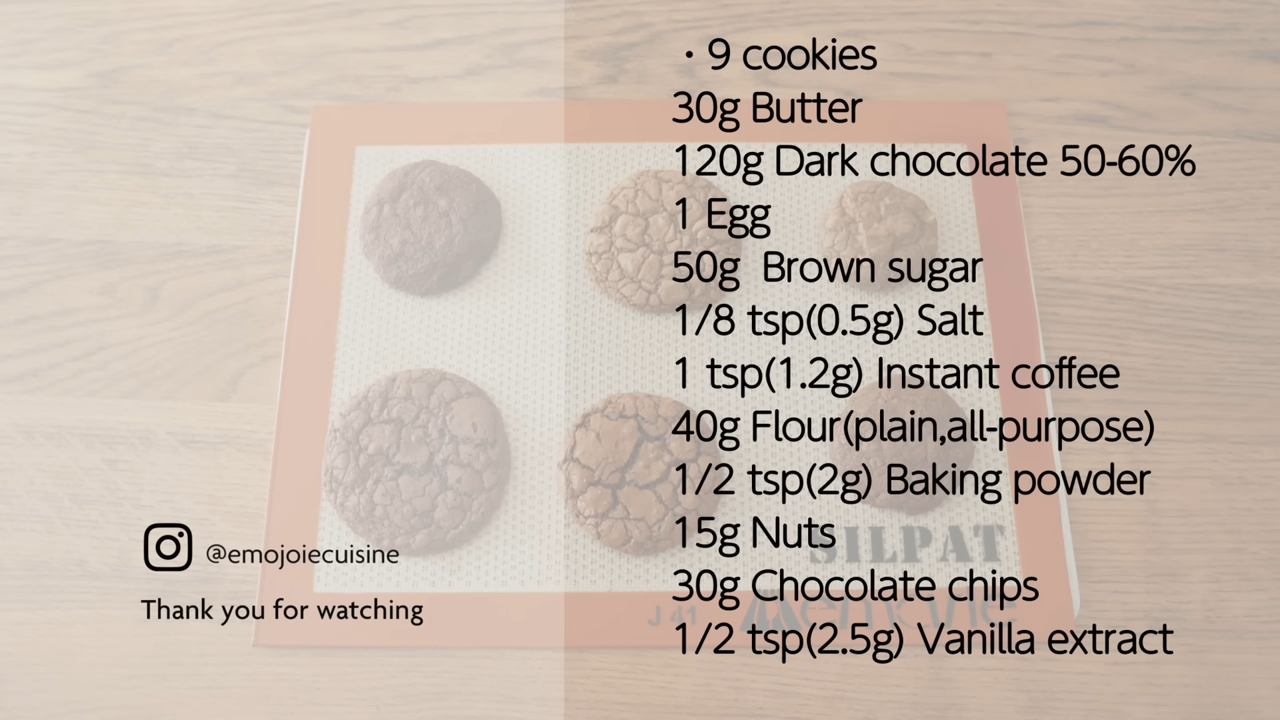 ・9 cookies
30g Butter
120g Dark chocolate 50-60%
1 Egg
50g  Brown sugar
1/8 tsp(0.5g) Salt
1 tsp(1.2g) Instant coffee
40g Flour(plain,all-purpose)
1/2 tsp(2g) Baking powder
15g Nuts
30g Chocolate chips
1/2 tsp(2.5g) Vanilla extract
@emojoiecuisine
Thank you for watching
SILPAT